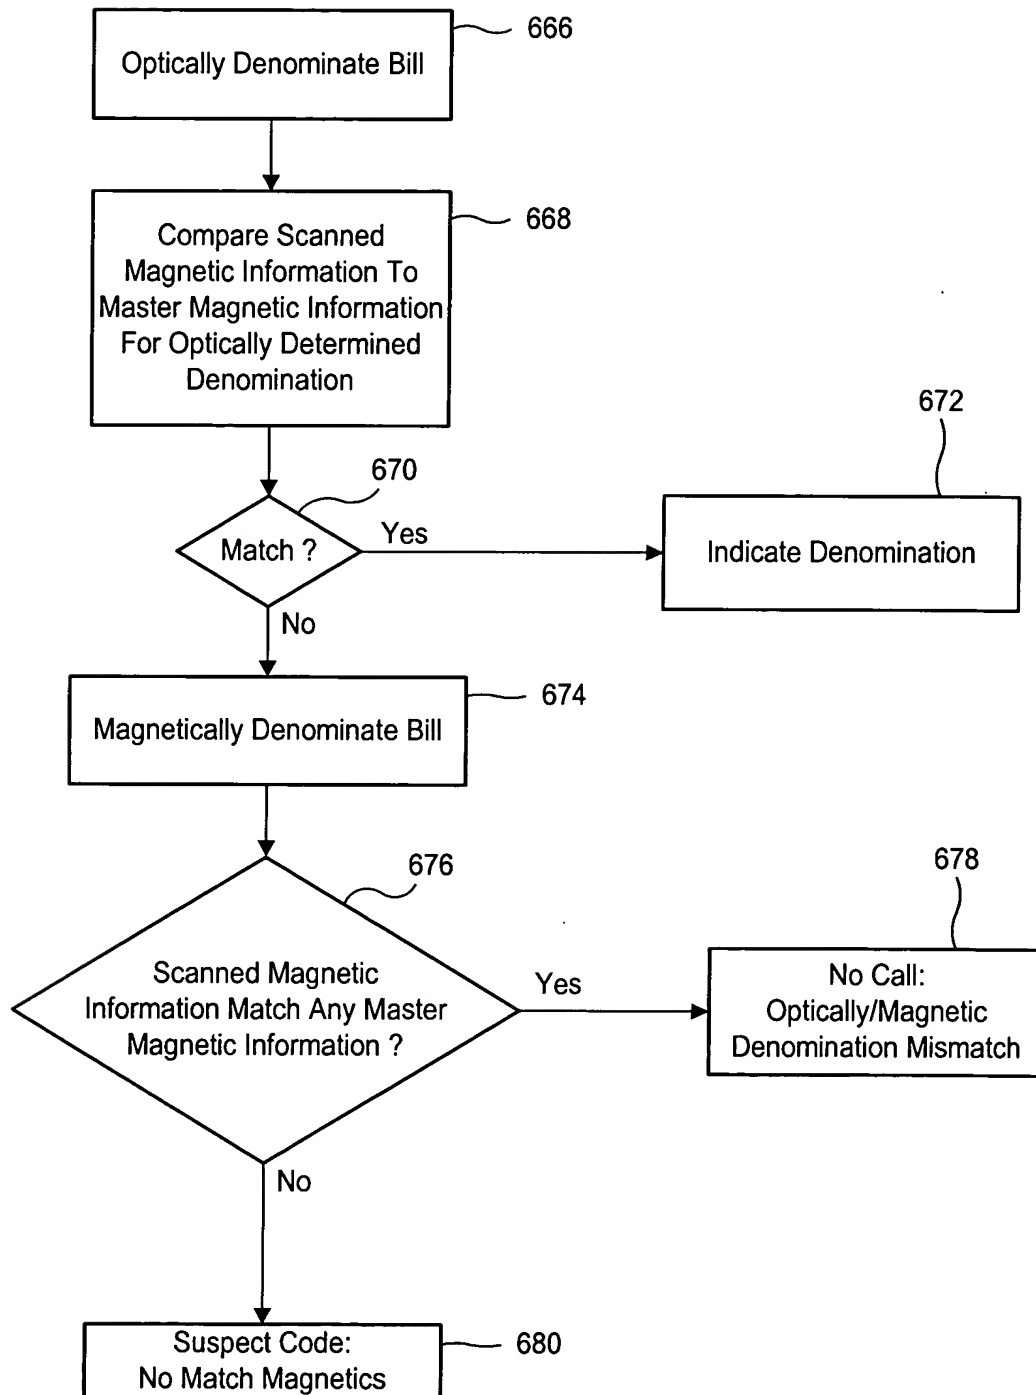 666
Optically Denominate Bill
668
Compare Scanned
Magnetic Information To
Master Magnetic Information
For Optically Determined
Denomination
672
670
Match ?
Yes
Indicate Denomination
No
674
Magnetically Denominate Bill
676
678
Scanned Magnetic
Information Match Any Master
Magnetic Information ?
Yes
No Call:
Optically/Magnetic
Denomination Mismatch
No
Suspect Code:
No Match Magnetics
680